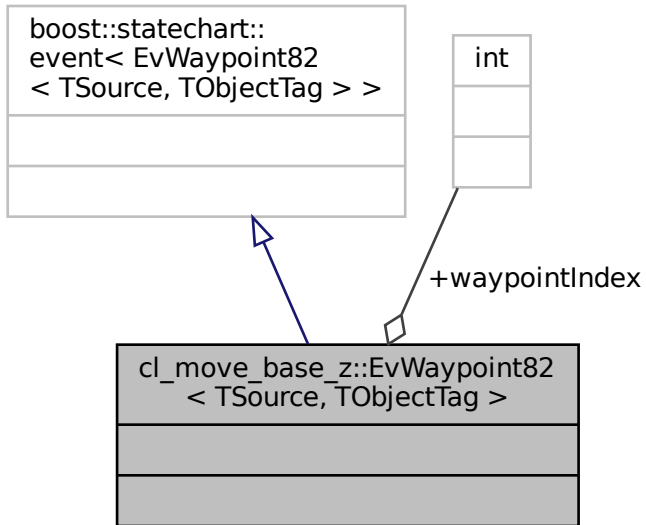 boost::statechart::
event< EvWaypoint82
< TSource, TObjectTag > >
int
+waypointIndex
cl_move_base_z::EvWaypoint82
< TSource, TObjectTag >